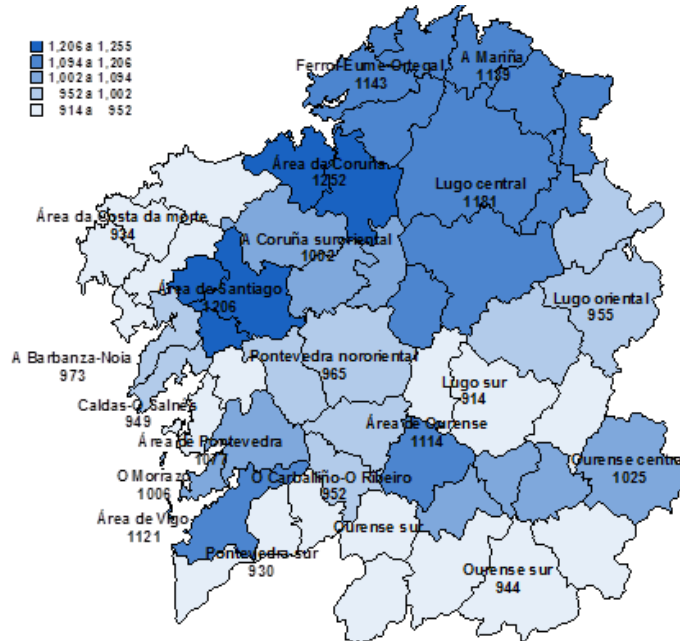 1,206 a 1,255
1,094 a 1,206
1,002 a 1,094
952 a 1,002
914 a 952
Ferrol-Eume-Ortegal
1143
A Mariña
1189
Área da Coruña
1252
Lugo central
1181
Área da Costa da morte
934
A Coruña suroriental
1002
Área de Santiago
1206
Lugo oriental
955
A Barbanza-Noia
973
Pontevedra nororiental
965
Lugo sur
914
Caldas-O Salnés
949
Área de Pontevedra
1077
Área de Ourense
1114
O Morrazo
1006
O Carballiño-O Ribeiro
952
Ourense central
1025
Área de Vigo
1121
Ourense sur
Pontevedra-sur
930
Ourense sur
944